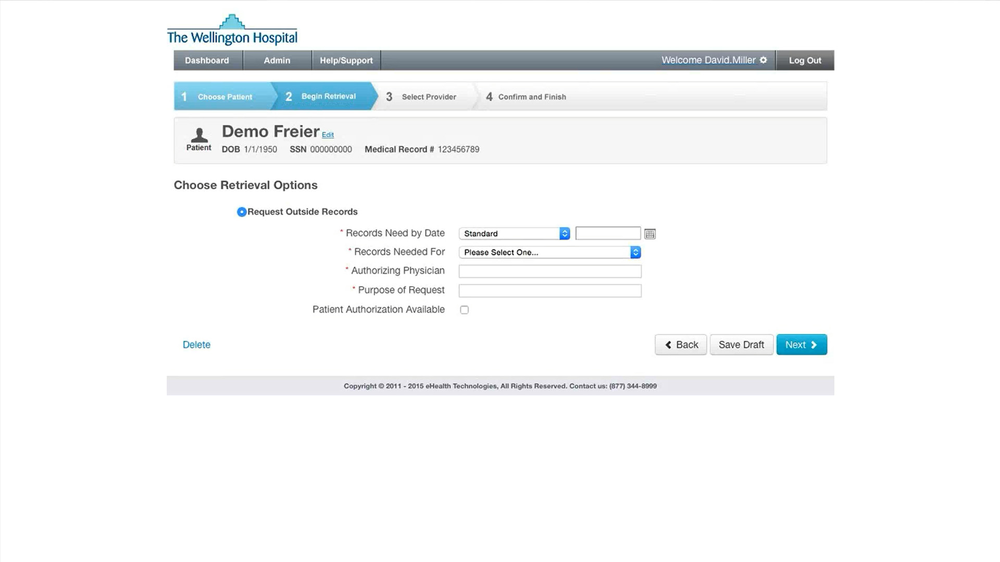 The Wellington Hospital
Dashboard Admin Help/Support Welcome David.Miller Log Out
1 Choose Patient 2 Begin Retrieval 3 Select Provider 4 Confirm and Finish
Demo Freier Edit
Patient
DOB 1/1/1950 SSN 000000000 Medical Record # 123456789
Choose Retrieval Options
Request Outside Records
* Records Need by Date Standard
* Records Needed For Please Select One...
* Authorizing Physician
* Purpose of Request
Patient Authorization Available
Delete Back Save Draft Next
Copyright © 2011 - 2015 eHealth Technologies, All Rights Reserved. Contact us: (877) 344-8999